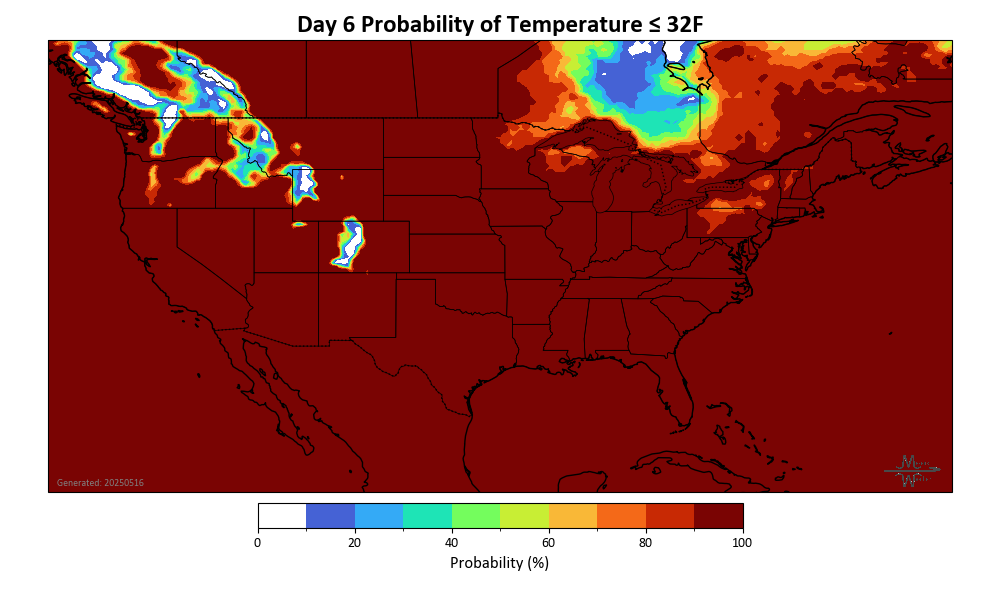 Day 6 Probability of Temperature ≤ 32F
Generated: 20250516
0 20 40 60 80 100
Probability (%)